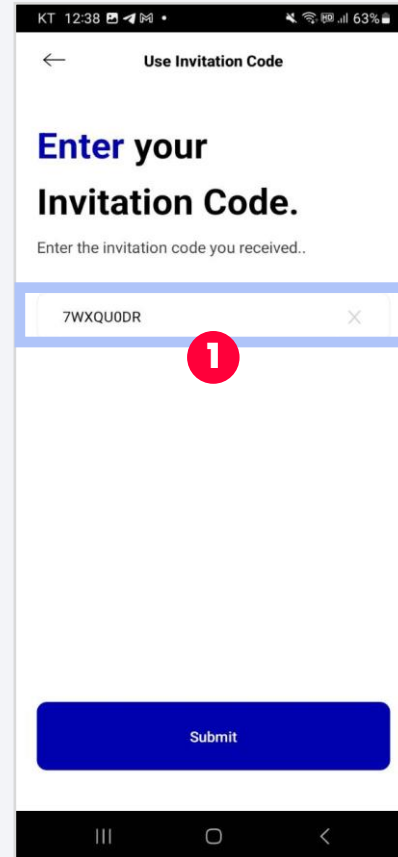 KT 12:38 63%
Use Invitation Code
Enter your
Invitation Code.
Enter the invitation code you received..
7WXQU0DR
1
Submit